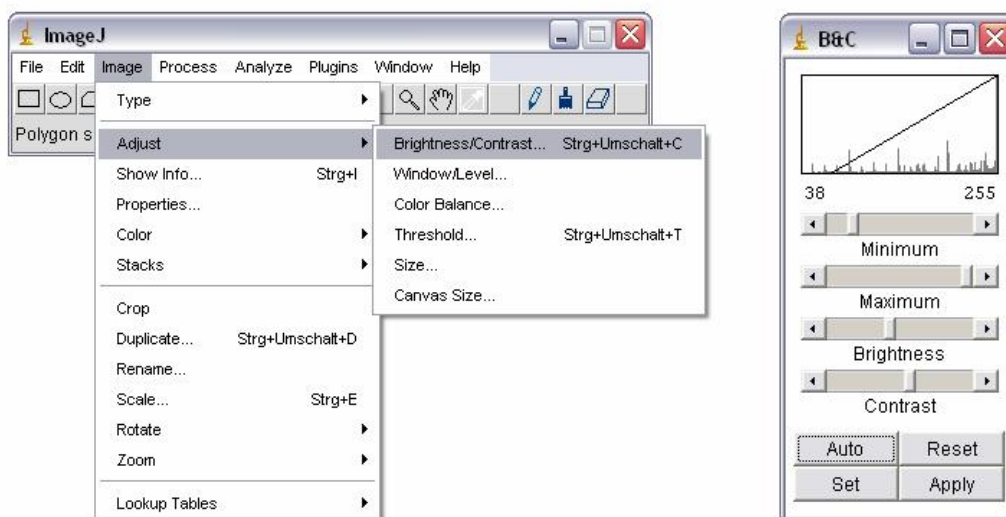 ImageJ
File Edit Image Process Analyze Plugins Window Help
Polygon s
Type
Adjust
Show Info... Strg+I
Properties...
Color
Stacks
Crop
Duplicate... Strg+Umschalt+D
Rename...
Scale... Strg+E
Rotate
Zoom
Lookup Tables
Brightness/Contrast... Strg+Umschalt+C
Window/Level...
Color Balance...
Threshold... Strg+Umschalt+T
Size...
Canvas Size...
B&C
38 255
Minimum
Maximum
Brightness
Contrast
Auto Reset
Set Apply